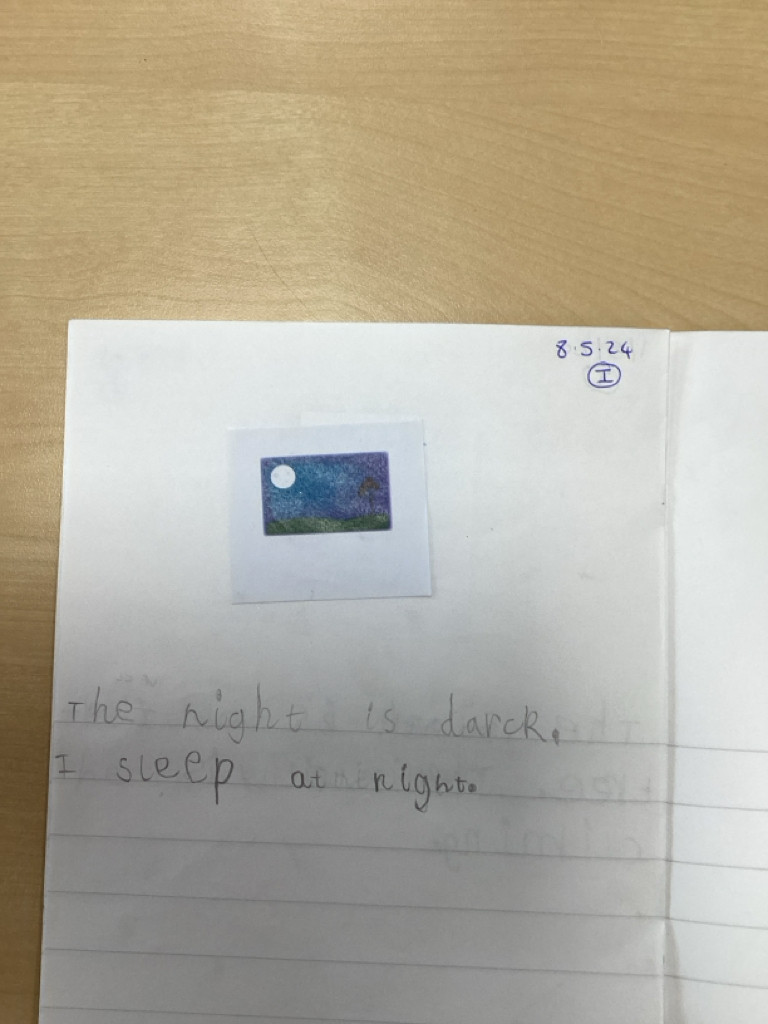 8.5.24
I
The night is darck.
I sleep at night.